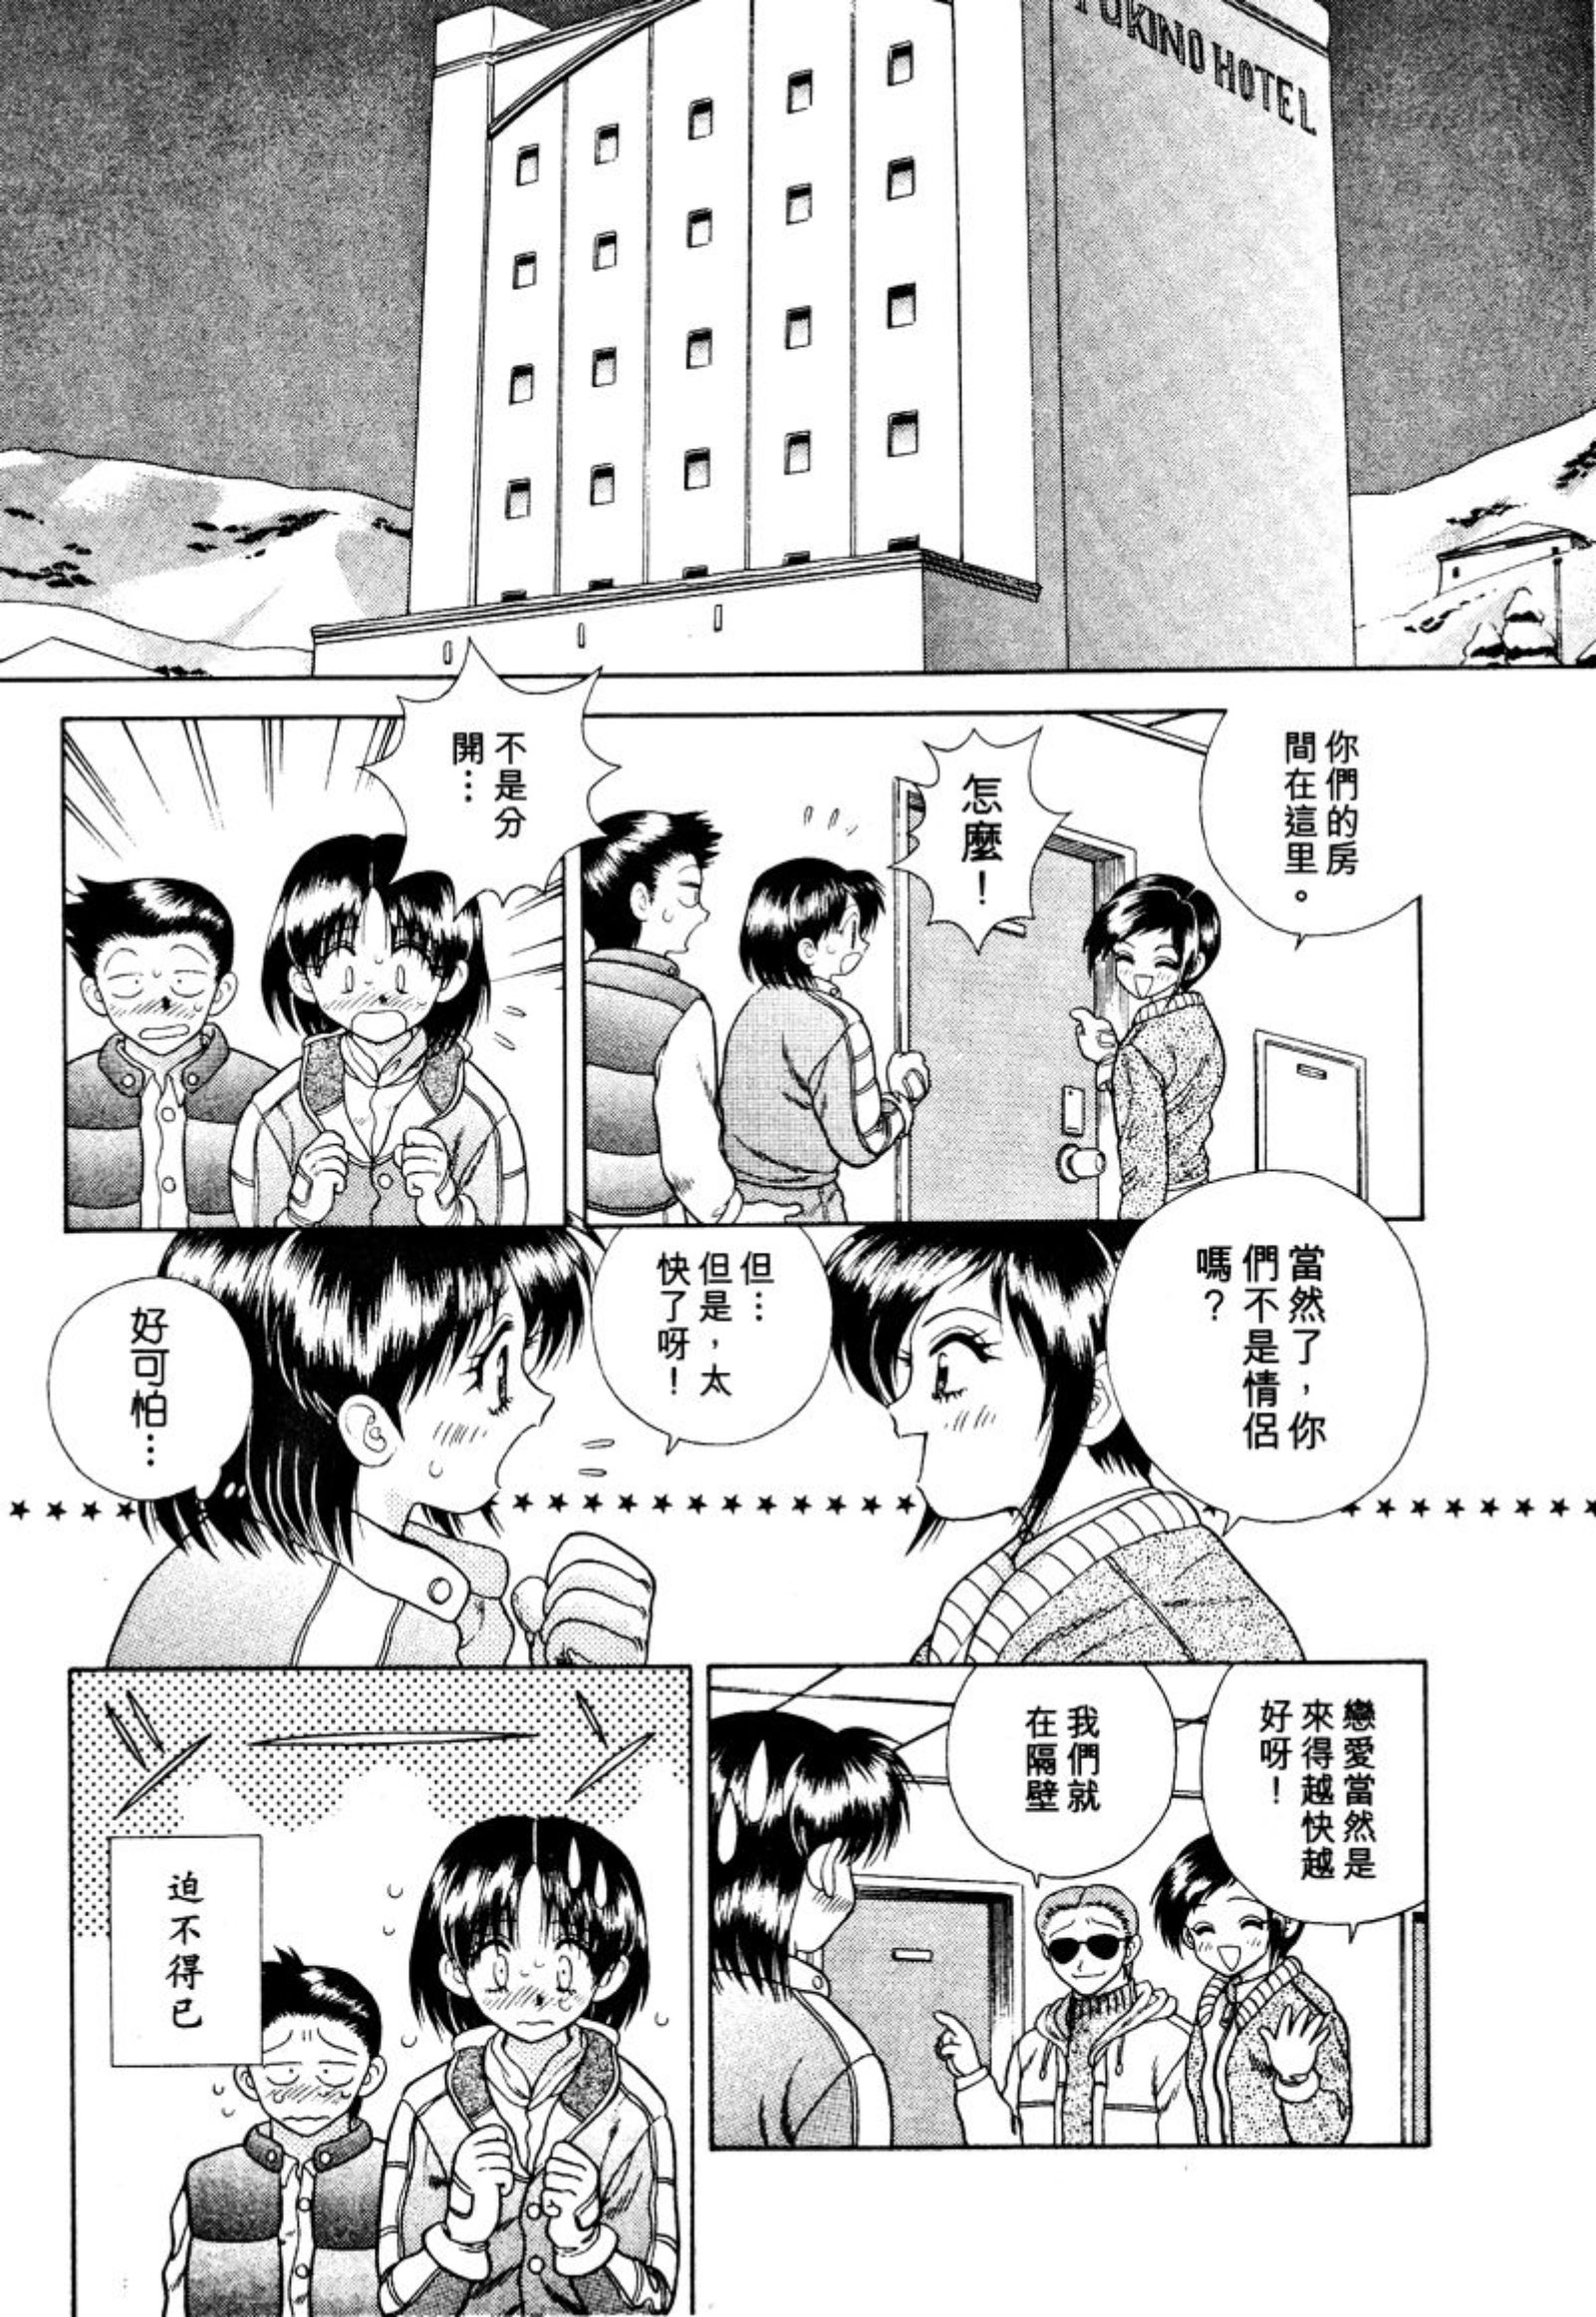 YUKINO HOTEL
你們的房
間在這里。
怎麼！
不是分
開…
當然了，你
們不是情侶
嗎？
但…
但是，太
快了呀！
好可怕…
戀愛當然是
來得越快越
好呀！
我們就
在隔壁
迫不得已